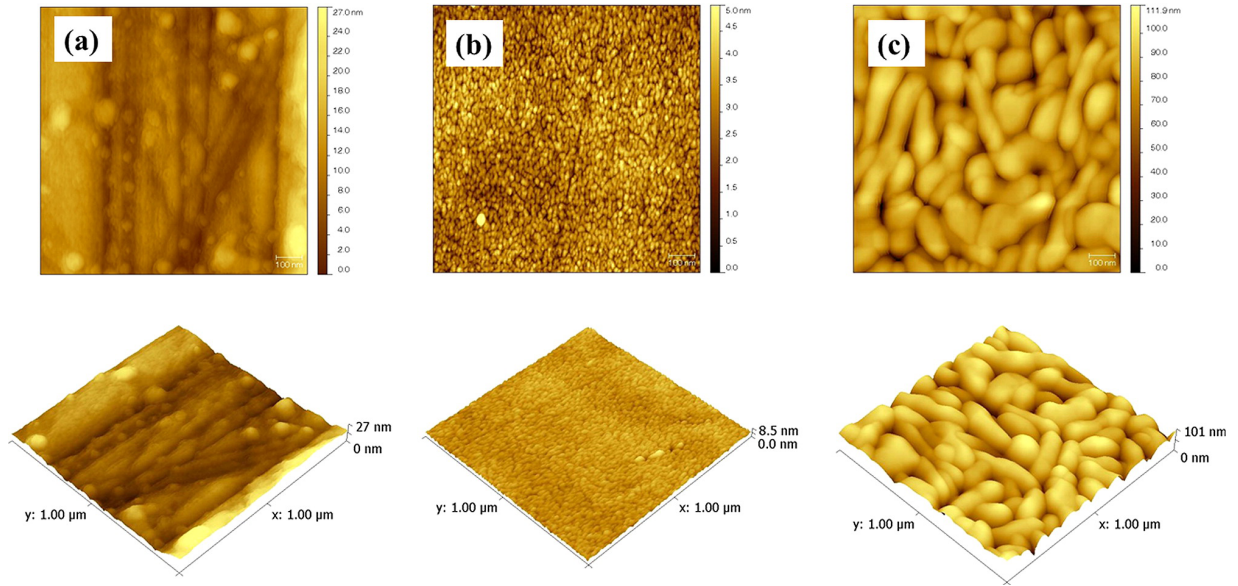 (a)
27.0 nm
24.0
22.0
20.0
18.0
16.0
14.0
12.0
10.0
8.0
6.0
4.0
2.0
0.0
100 nm
(b)
5.0 nm
4.5
4.0
3.5
3.0
2.5
2.0
1.5
1.0
0.5
0.0
100 nm
(c)
111.9 nm
100.0
90.0
80.0
70.0
60.0
50.0
40.0
30.0
20.0
10.0
0.0
100 nm
27 nm
0 nm
y: 1.00 µm
x: 1.00 µm
8.5 nm
0.0 nm
y: 1.00 µm
x: 1.00 µm
101 nm
0 nm
y: 1.00 µm
x: 1.00 µm